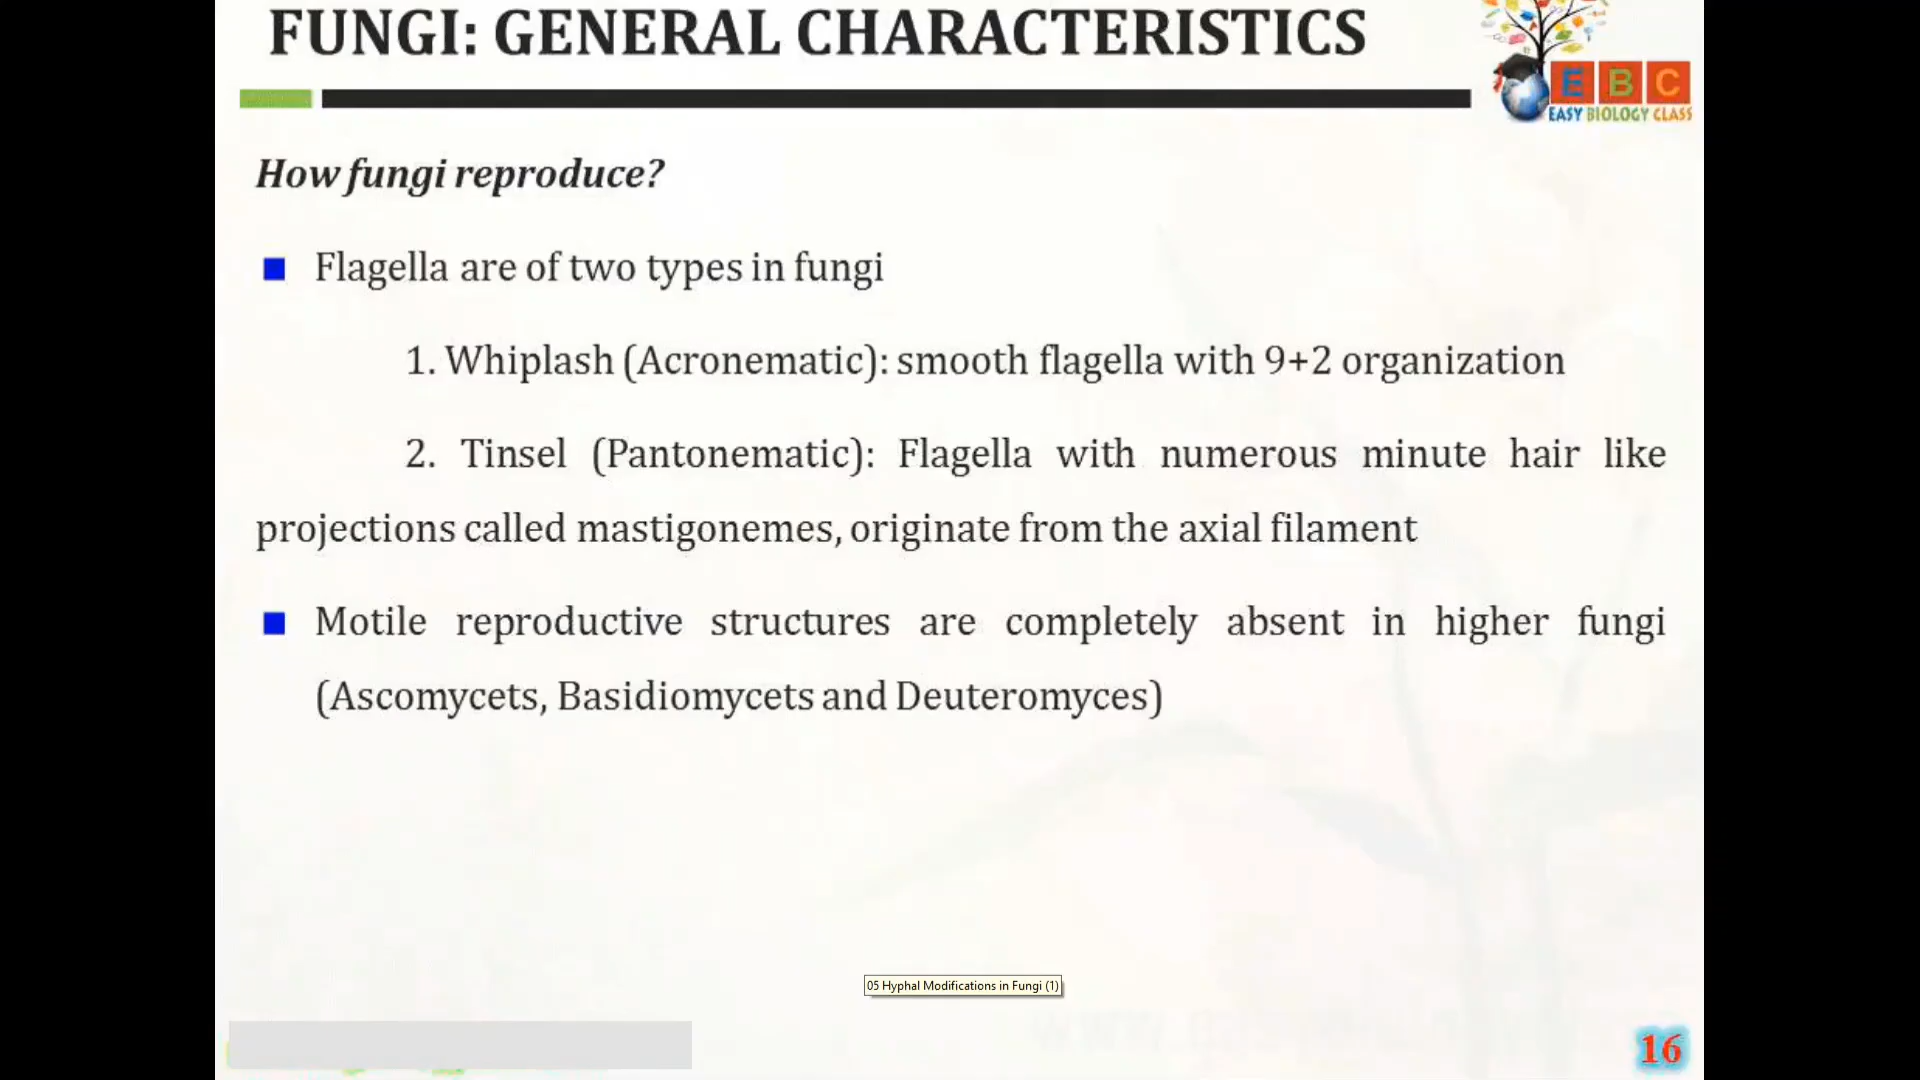 FUNGI: GENERAL CHARACTERISTICS
E B C
EASY BIOLOGY CLASS
How fungi reproduce?
Flagella are of two types in fungi
1. Whiplash (Acronematic): smooth flagella with 9+2 organization
2. Tinsel (Pantonematic): Flagella with numerous minute hair like
projections called mastigonemes, originate from the axial filament
Motile reproductive structures are completely absent in higher fungi
(Ascomycets, Basidiomycets and Deuteromyces)
05 Hyphal Modifications in Fungi (1)
16